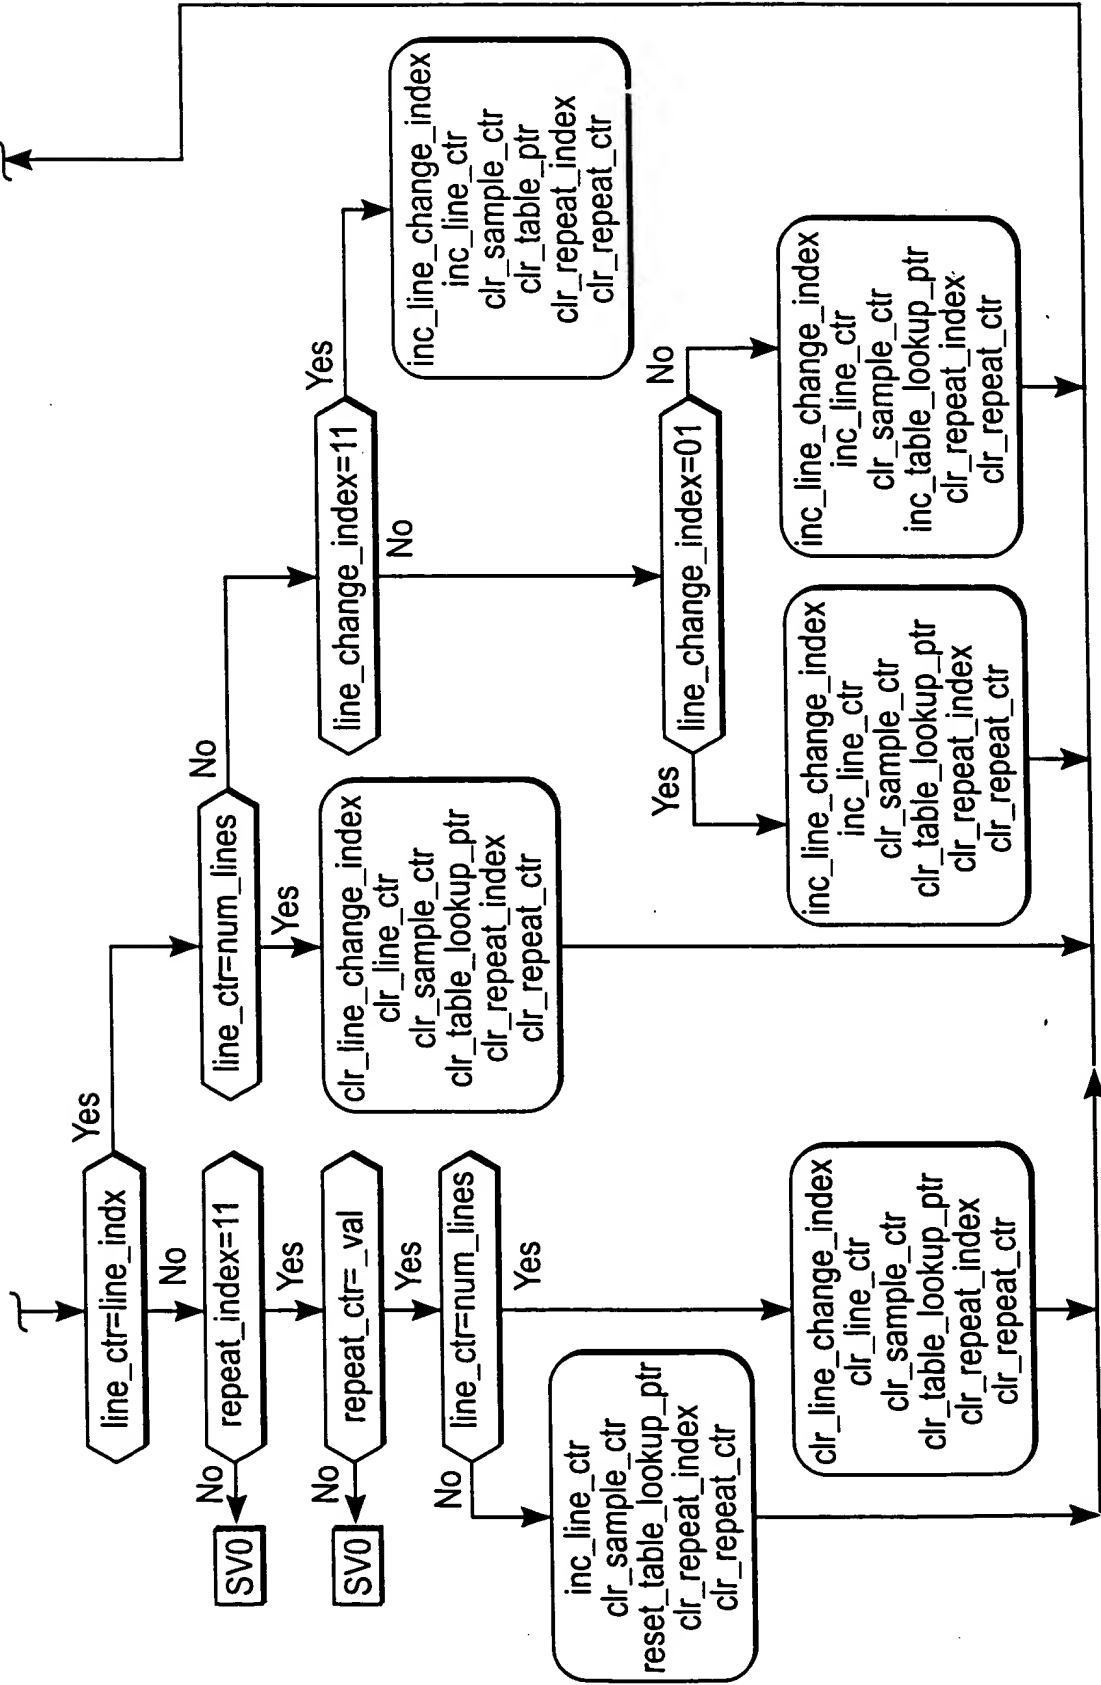 line_ctr=line_indx
Yes
No
repeat_index=11
No
SV0
Yes
repeat_ctr=_val
No
SV0
Yes
line_ctr=num_lines
No
Yes
inc_line_ctr
clr_sample_ctr
reset_table_lookup_ptr
clr_repeat_index
clr_repeat_ctr
clr_line_change_index
clr_line_ctr
clr_sample_ctr
clr_table_lookup_ptr
clr_repeat_index
clr_repeat_ctr
line_ctr=num_lines
No
Yes
clr_line_change_index
clr_line_ctr
clr_sample_ctr
clr_table_lookup_ptr
clr_repeat_index
clr_repeat_ctr
line_change_index=11
Yes
No
inc_line_change_index
inc_line_ctr
clr_sample_ctr
clr_table_ptr
clr_repeat_index
clr_repeat_ctr
line_change_index=01
Yes
No
inc_line_change_index
inc_line_ctr
clr_sample_ctr
clr_table_lookup_ptr
clr_repeat_index
clr_repeat_ctr
inc_line_change_index
inc_line_ctr
clr_sample_ctr
inc_table_lookup_ptr
clr_repeat_index
clr_repeat_ctr